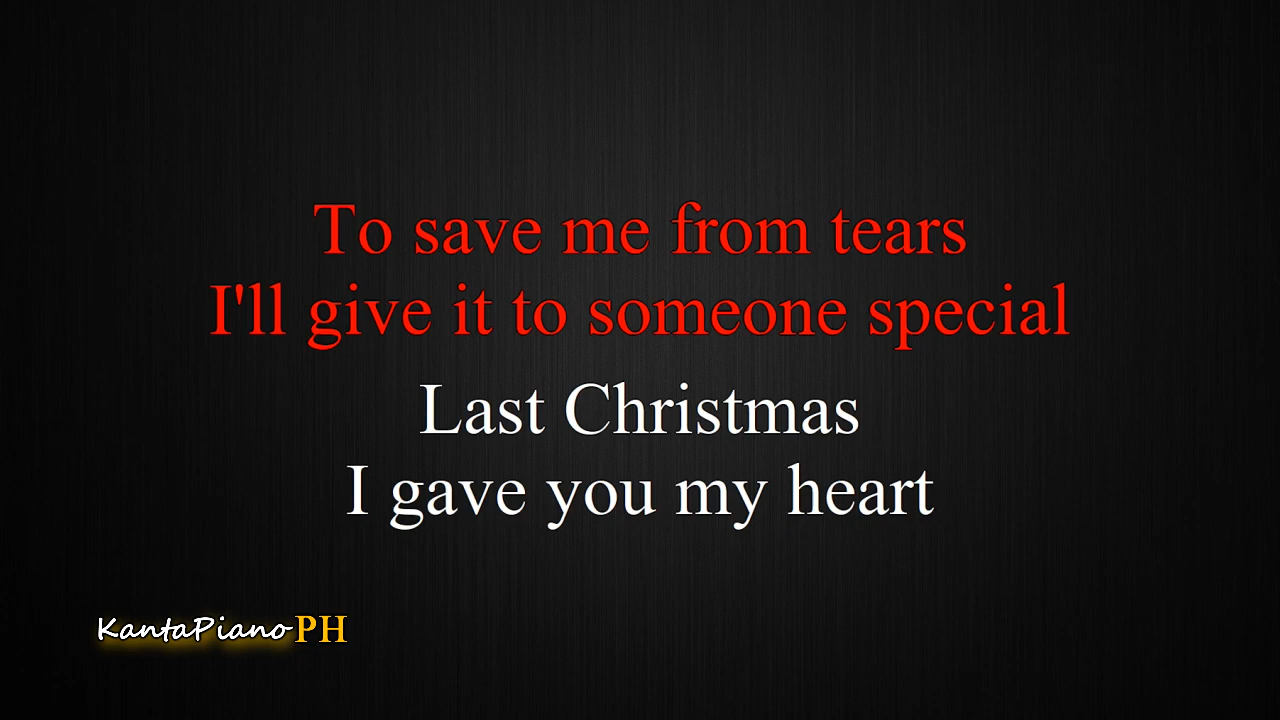 To save me from tears
I'll give it to someone special
Last Christmas
I gave you my heart
KantaPianoPH